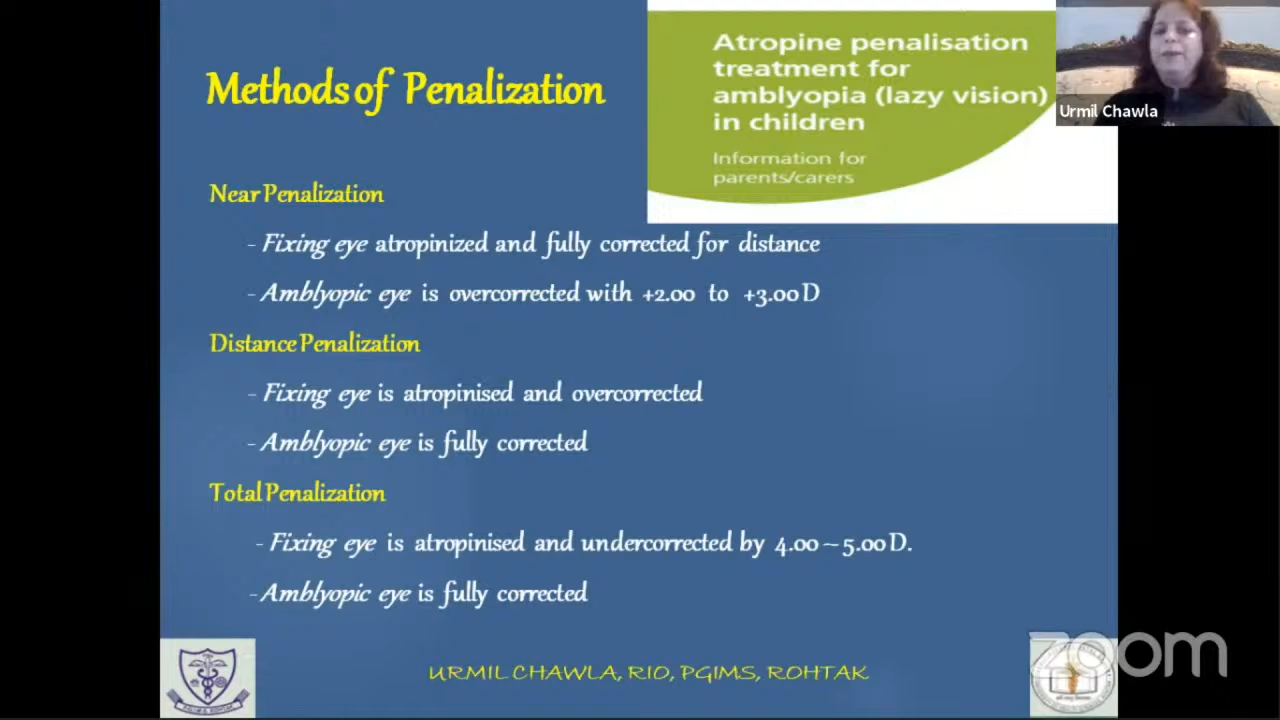 Methods of Penalization
Atropine penalisation
treatment for
amblyopia (lazy vision)
in children
Information for
parents/carers
Urmil Chawla
Near Penalization
- Fixing eye atropinized and fully corrected for distance
- Amblyopic eye is overcorrected with +2.00 to +3.00 D
Distance Penalization
- Fixing eye is atropinised and overcorrected
- Amblyopic eye is fully corrected
Total Penalization
- Fixing eye is atropinised and undercorrected by 4.00 – 5.00 D.
- Amblyopic eye is fully corrected
URMIL CHAWLA, RIO, PGIMS, ROHTAK
zoom